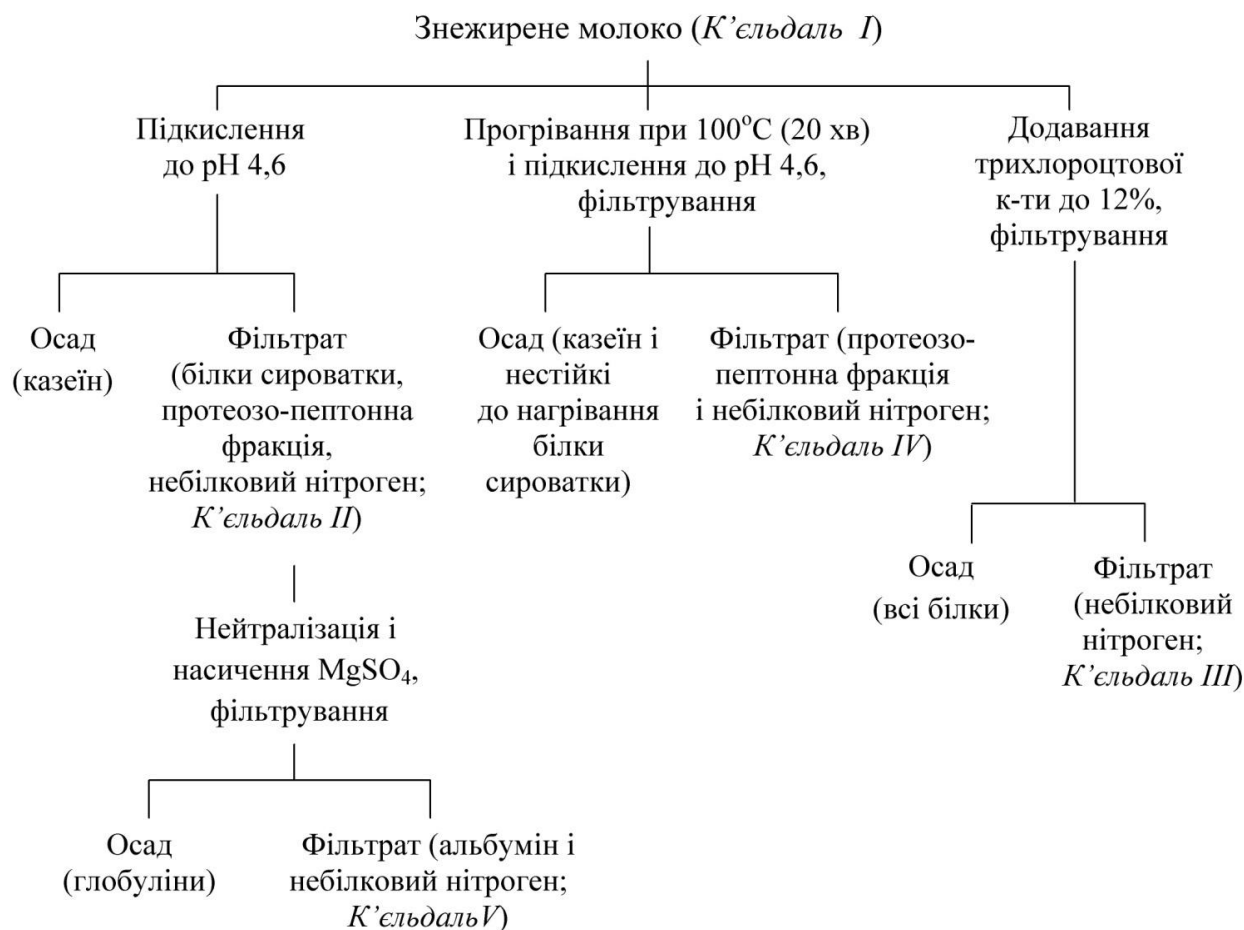 Знежирене молоко (К’єльдаль I)
Підкислення
до pH 4,6
Прогрівання при 100°С (20 хв)
і підкислення до pH 4,6,
фільтрування
Додавання
трихлороцтової
к-ти до 12%,
фільтрування
Осад
(казеїн)
Фільтрат
(білки сироватки,
протеозо-пептонна
фракція,
небілковий нітроген;
К’єльдаль II)
Осад (казеїн і
нестійкі
до нагрівання
білки
сироватки)
Фільтрат (протеозо-
пептонна фракція
і небілковий нітроген;
К’єльдаль IV)
Осад
(всі білки)
Фільтрат
(небілковий
нітроген;
К’єльдаль III)
Нейтралізація і
насичення MgSO₄,
фільтрування
Осад
(глобуліни)
Фільтрат (альбумін і
небілковий нітроген;
К’єльдальV)